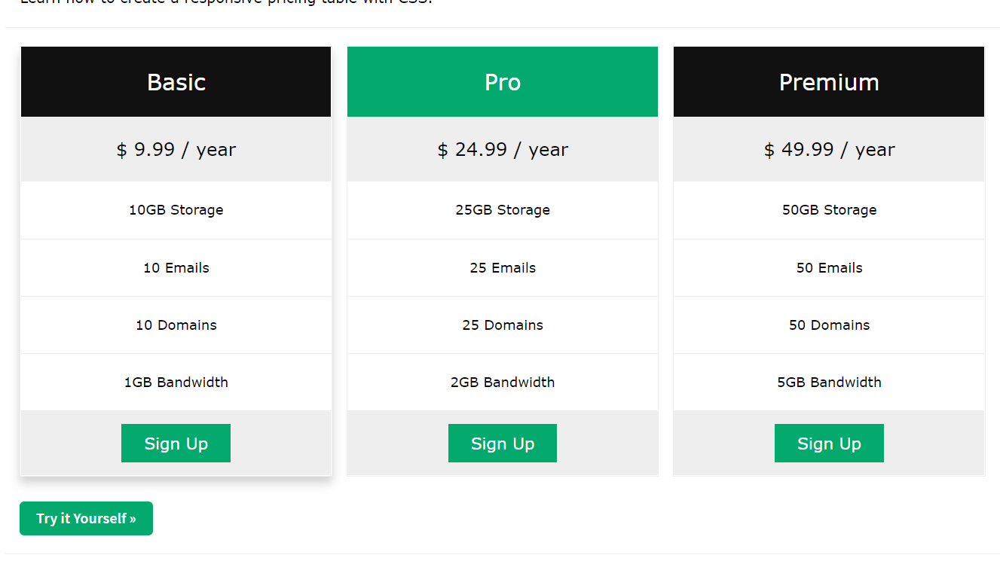 Learn how to create a responsive pricing table with CSS.
Basic
$ 9.99 / year
10GB Storage
10 Emails
10 Domains
1GB Bandwidth
Sign Up
Pro
$ 24.99 / year
25GB Storage
25 Emails
25 Domains
2GB Bandwidth
Sign Up
Premium
$ 49.99 / year
50GB Storage
50 Emails
50 Domains
5GB Bandwidth
Sign Up
Try it Yourself »